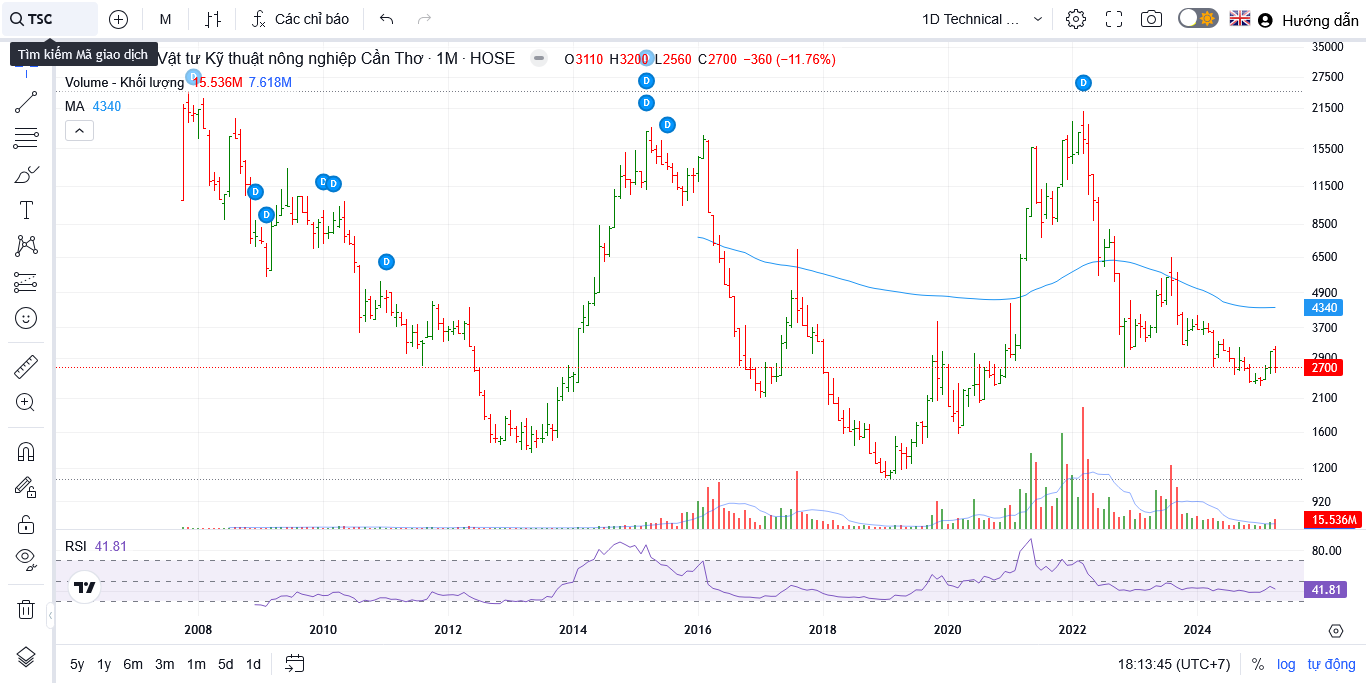 TSC
M
Các chỉ báo
1D Technical ...
Hướng dẫn
Tìm kiếm Mã giao dịch
Vật tư Kỹ thuật nông nghiệp Cần Thơ · 1M · HOSE
O3110 H3200 L2560 C2700 −360 (−11.76%)
Volume - Khối lượng 15.536M 7.618M
MA 4340
D
D
D
D
D
D
D
D
D
D
D
35000
27500
21500
15500
11500
8500
6500
4900
4340
3700
2900
2700
2100
1600
1200
920
15.536M
RSI 41.81
80.00
41.81
2008 2010 2012 2014 2016 2018 2020 2022 2024
5y 1y 6m 3m 1m 5d 1d
18:13:45 (UTC+7) % log tự động